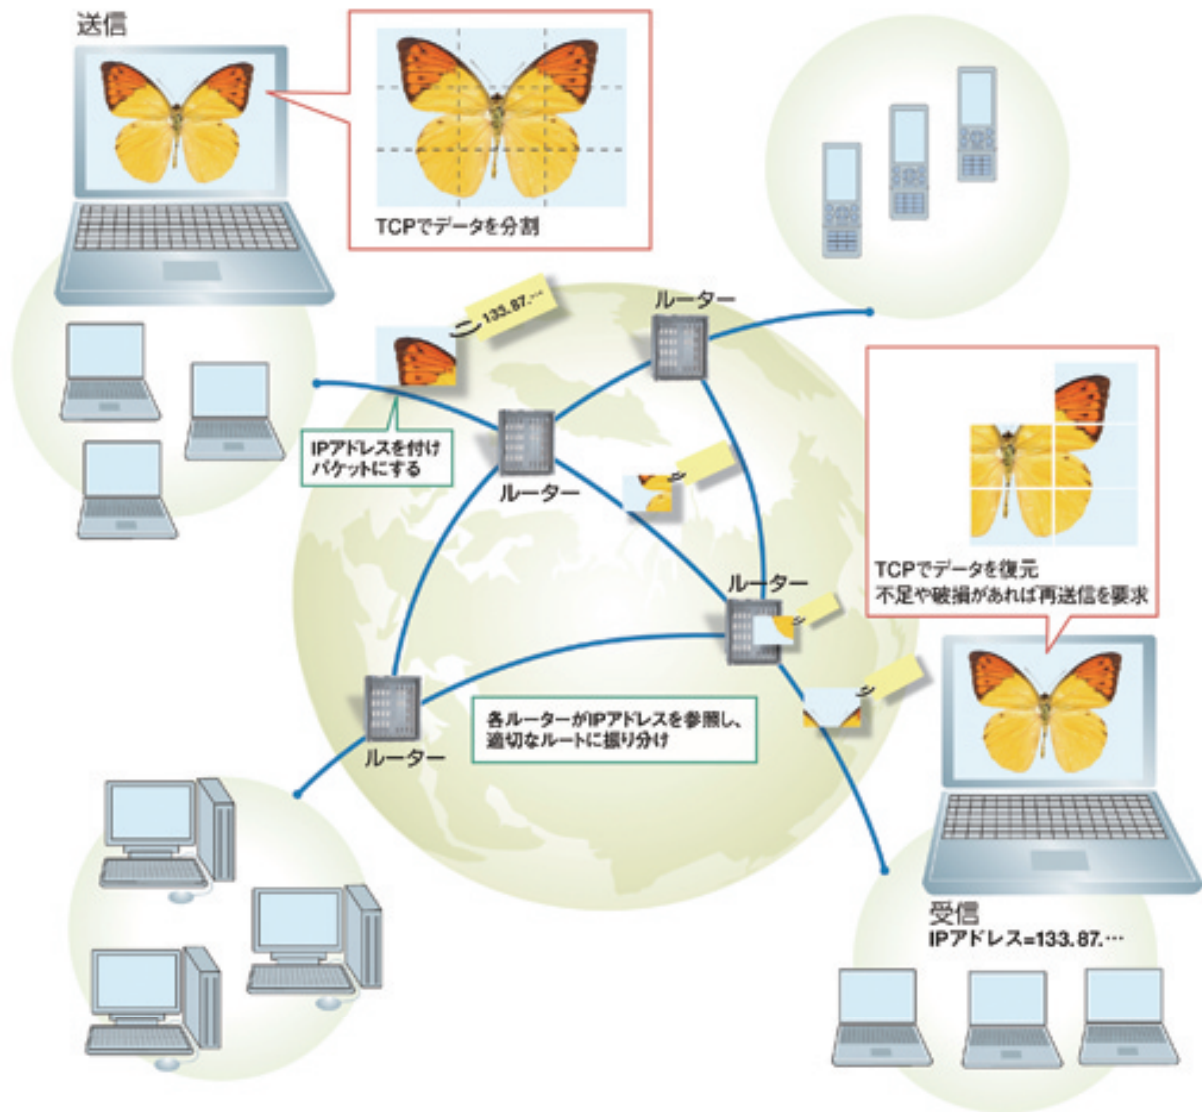 送信
TCPでデータを分割
133.87.…
ルーター
IPアドレスを付け
パケットにする
ルーター
ルーター
TCPでデータを復元
不足や破損があれば再送信を要求
各ルーターがIPアドレスを参照し、
適切なルートに振り分け
ルーター
受信
IPアドレス=133.87.…